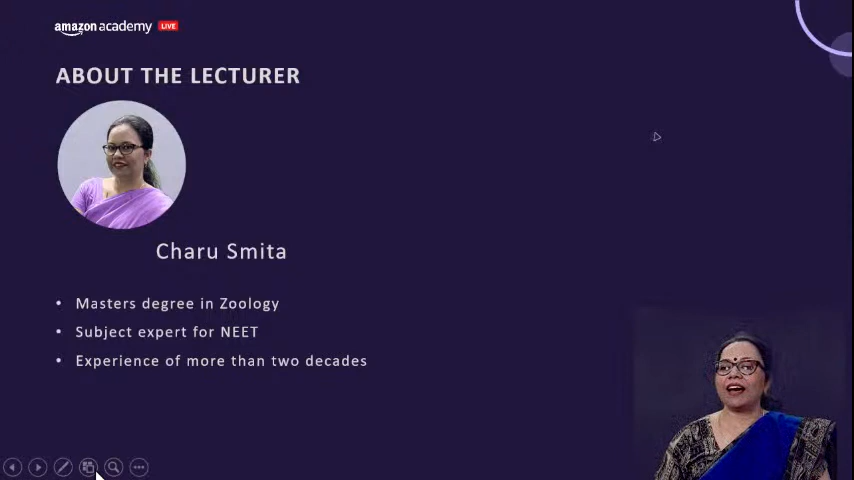 amazon academy LIVE
ABOUT THE LECTURER
Charu Smita
• Masters degree in Zoology
• Subject expert for NEET
• Experience of more than two decades